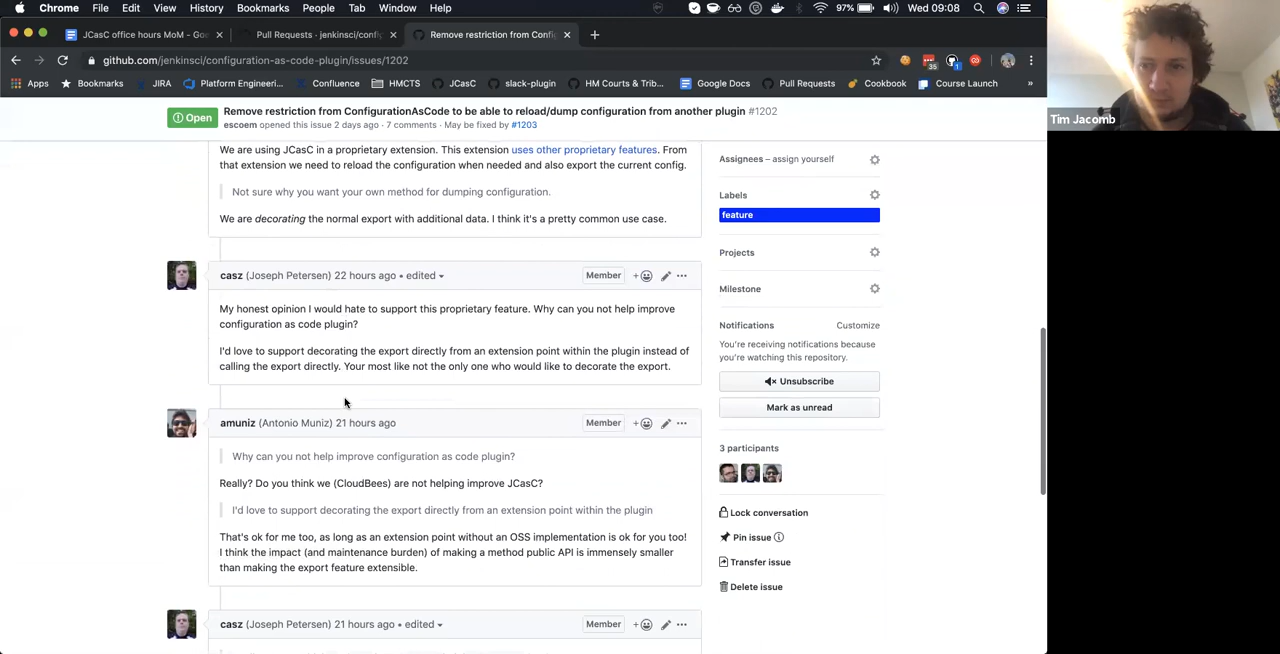 Chrome File Edit View History Bookmarks People Tab Window Help 97% Wed 09:08
JCasC office hours MoM - Goo Pull Requests · jenkinsci/config Remove restriction from Config
github.com/jenkinsci/configuration-as-code-plugin/issues/1202 35 1
Apps Bookmarks JIRA Platform Engineeri... Confluence HMCTS JCasC slack-plugin HM Courts & Trib... Google Docs Pull Requests Cookbook Course Launch »
Open Remove restriction from ConfigurationAsCode to be able to reload/dump configuration from another plugin #1202
escoem opened this issue 2 days ago · 7 comments · May be fixed by #1203
We are using JCasC in a proprietary extension. This extension uses other proprietary features. From
that extension we need to reload the configuration when needed and also export the current config.
Not sure why you want your own method for dumping configuration.
We are decorating the normal export with additional data. I think it's a pretty common use case.
casz (Joseph Petersen) 22 hours ago • edited Member
My honest opinion I would hate to support this proprietary feature. Why can you not help improve
configuration as code plugin?
I'd love to support decorating the export directly from an extension point within the plugin instead of
calling the export directly. Your most like not the only one who would like to decorate the export.
amuniz (Antonio Muniz) 21 hours ago Member
Why can you not help improve configuration as code plugin?
Really? Do you think we (CloudBees) are not helping improve JCasC?
I'd love to support decorating the export directly from an extension point within the plugin
That's ok for me too, as long as an extension point without an OSS implementation is ok for you too!
I think the impact (and maintenance burden) of making a method public API is immensely smaller
than making the export feature extensible.
casz (Joseph Petersen) 21 hours ago • edited Member
Assignees – assign yourself
Labels
feature
Projects
Milestone
Notifications Customize
You're receiving notifications because
you're watching this repository.
Unsubscribe
Mark as unread
3 participants
Lock conversation
Pin issue
Transfer issue
Delete issue
Tim Jacomb